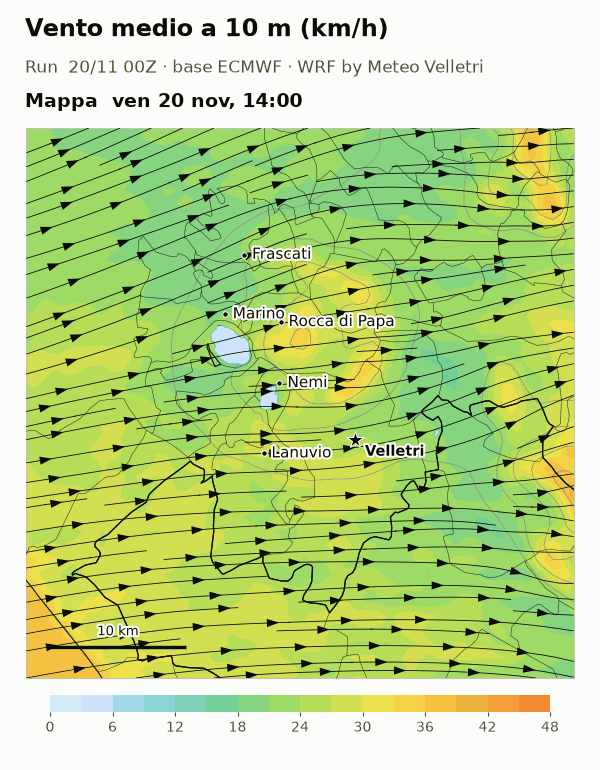 Vento medio a 10 m (km/h)
Run  20/11 00Z · base ECMWF · WRF by Meteo Velletri
Mappa  ven 20 nov, 14:00
Frascati
Marino
Rocca di Papa
Nemi
Velletri
Lanuvio
10 km
0 6 12 18 24 30 36 42 48